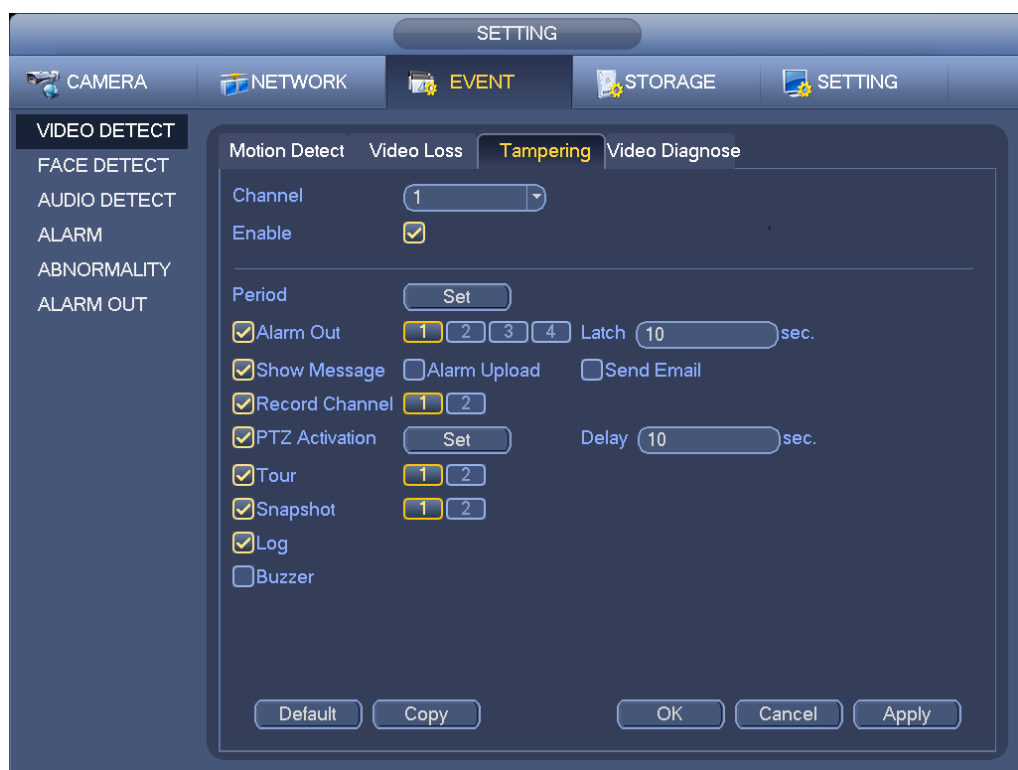 SETTING
CAMERA NETWORK EVENT STORAGE SETTING
VIDEO DETECT
FACE DETECT
AUDIO DETECT
ALARM
ABNORMALITY
ALARM OUT
Motion Detect Video Loss Tampering Video Diagnose
Channel 1
Enable
Period Set
Alarm Out 1 2 3 4 Latch 10 sec.
Show Message Alarm Upload Send Email
Record Channel 1 2
PTZ Activation Set Delay 10 sec.
Tour 1 2
Snapshot 1 2
Log
Buzzer
Default Copy OK Cancel Apply